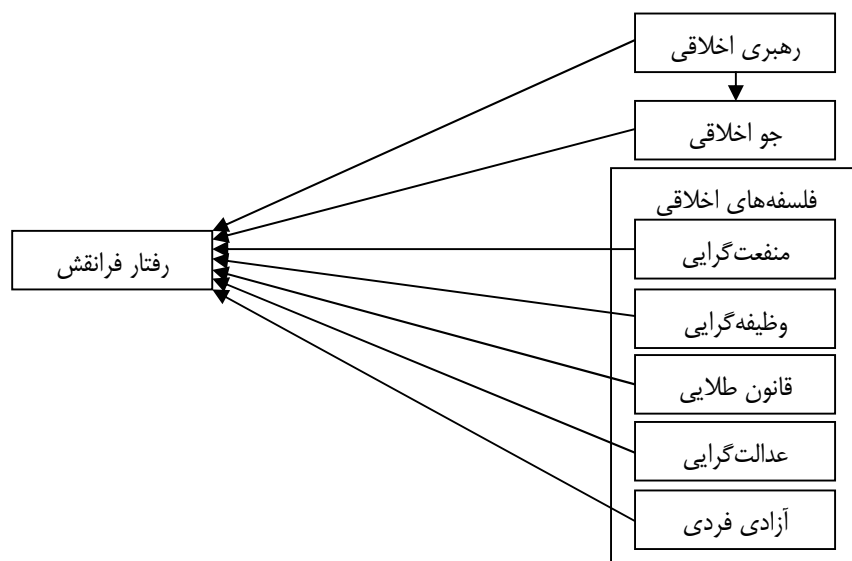 رهبری اخلاقی
جو اخلاقی
فلسفه‌های اخلاقی
منفعت‌گرایی
رفتار فرانقش
وظیفه‌گرایی
قانون طلایی
عدالت‌گرایی
آزادی فردی